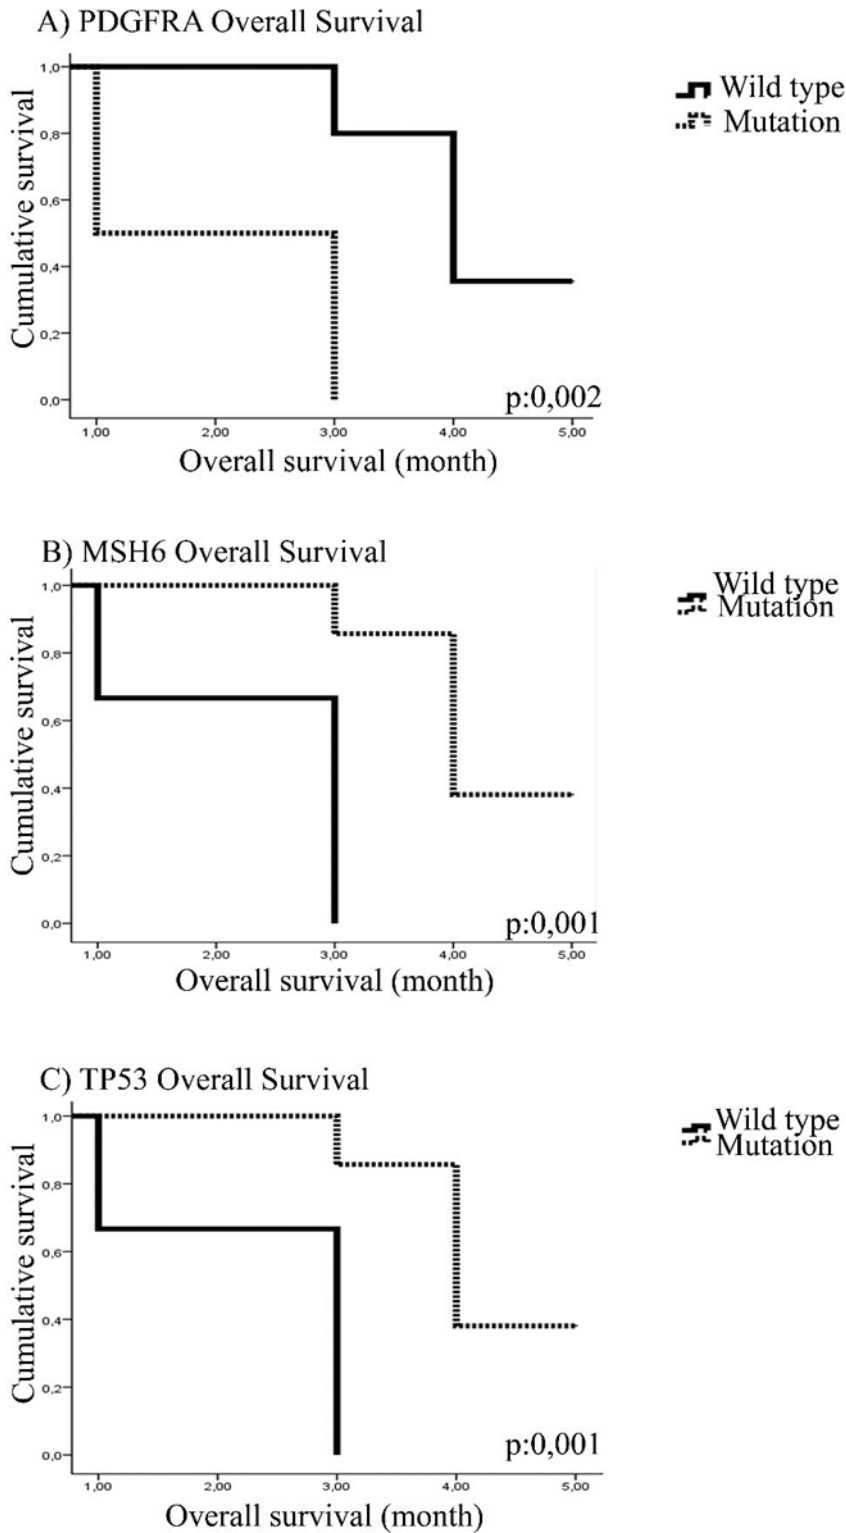 A) PDGFRA Overall Survival
Wild type
Mutation
Cumulative survival
1,0
0,8
0,6
0,4
0,2
0,0
p:0,002
1,00 2,00 3,00 4,00 5,00
Overall survival (month)
B) MSH6 Overall Survival
Wild type
Mutation
Cumulative survival
1,0
0,8
0,6
0,4
0,2
0,0
p:0,001
1,00 2,00 3,00 4,00 5,00
Overall survival (month)
C) TP53 Overall Survival
Wild type
Mutation
Cumulative survival
1,0
0,8
0,6
0,4
0,2
0,0
p:0,001
1,00 2,00 3,00 4,00 5,00
Overall survival (month)